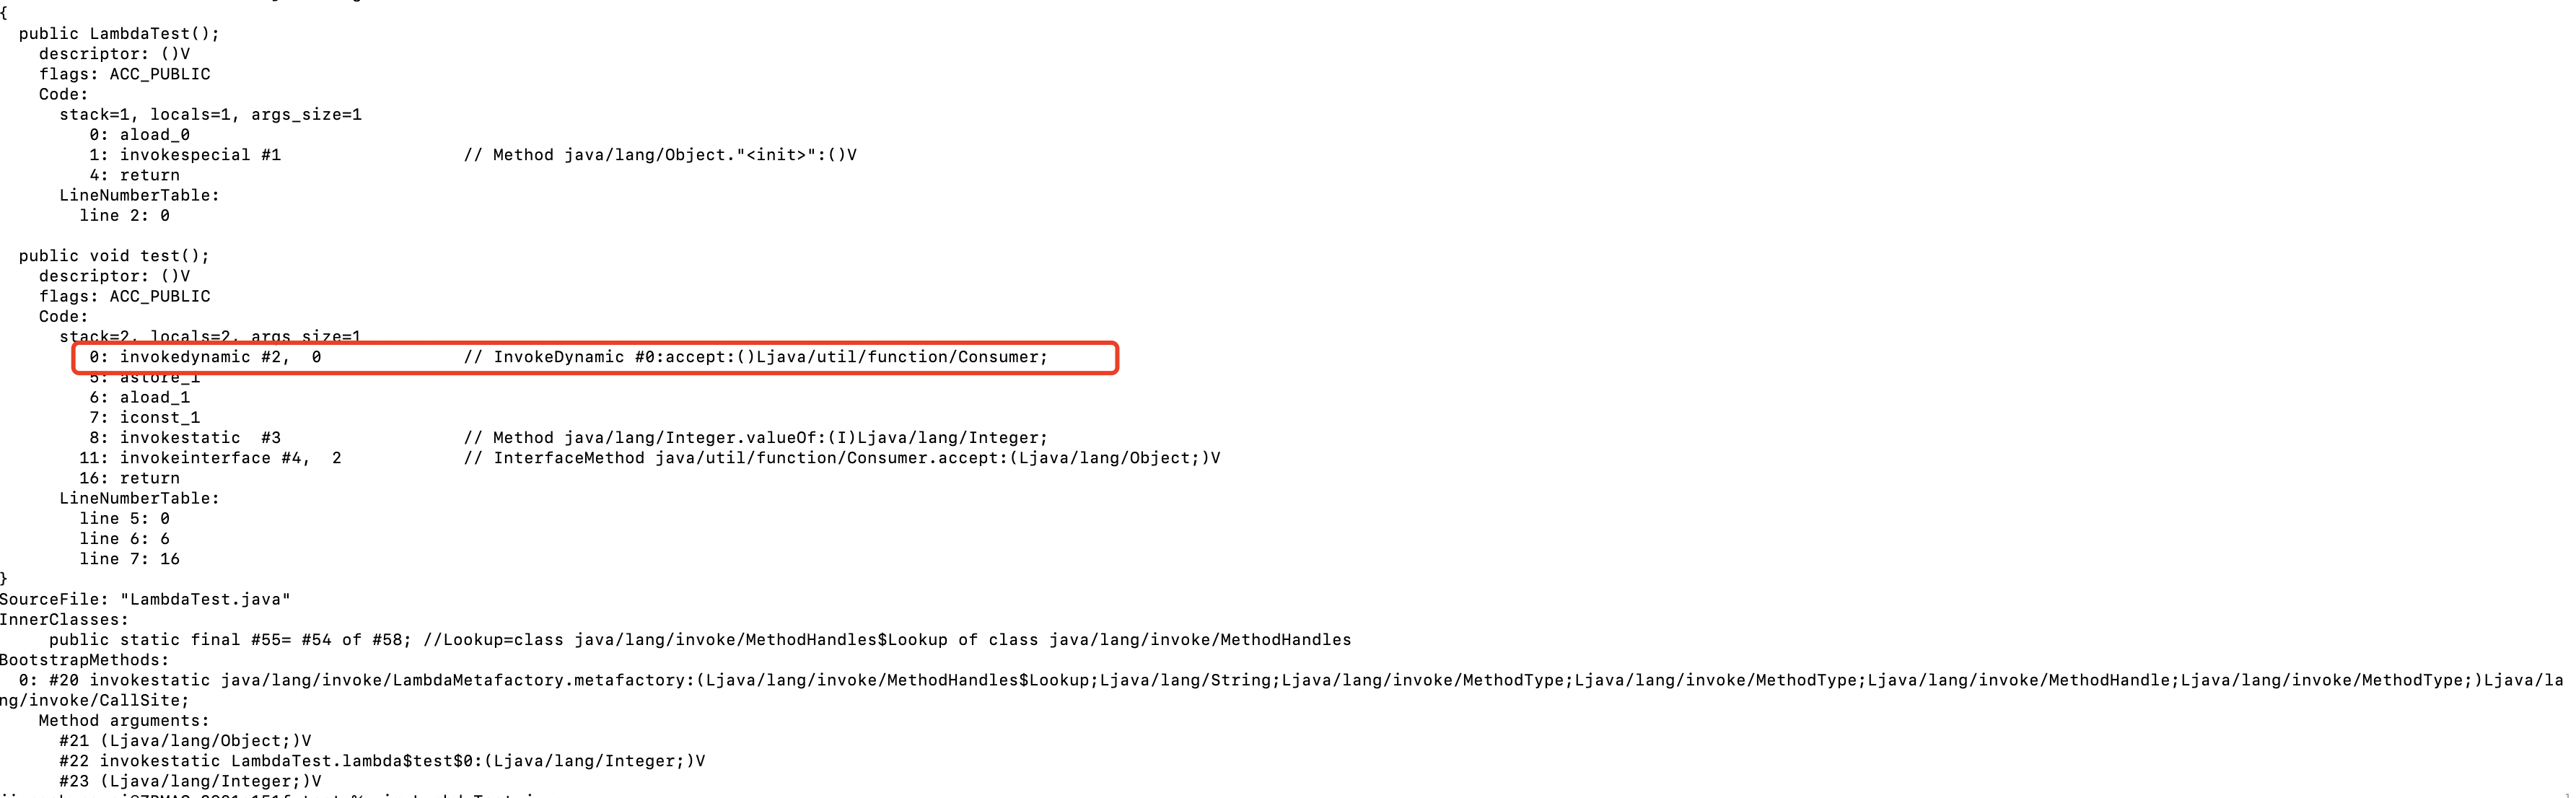 {
  public LambdaTest();
    descriptor: ()V
    flags: ACC_PUBLIC
    Code:
      stack=1, locals=1, args_size=1
         0: aload_0
         1: invokespecial #1                  // Method java/lang/Object."<init>":()V
         4: return
      LineNumberTable:
        line 2: 0

  public void test();
    descriptor: ()V
    flags: ACC_PUBLIC
    Code:
      stack=2, locals=2, args_size=1
         0: invokedynamic #2,  0              // InvokeDynamic #0:accept:()Ljava/util/function/Consumer;
         5: astore_1
         6: aload_1
         7: iconst_1
         8: invokestatic  #3                  // Method java/lang/Integer.valueOf:(I)Ljava/lang/Integer;
        11: invokeinterface #4,  2            // InterfaceMethod java/util/function/Consumer.accept:(Ljava/lang/Object;)V
        16: return
      LineNumberTable:
        line 5: 0
        line 6: 6
        line 7: 16
}
SourceFile: "LambdaTest.java"
InnerClasses:
     public static final #55= #54 of #58; //Lookup=class java/lang/invoke/MethodHandles$Lookup of class java/lang/invoke/MethodHandles
BootstrapMethods:
  0: #20 invokestatic java/lang/invoke/LambdaMetafactory.metafactory:(Ljava/lang/invoke/MethodHandles$Lookup;Ljava/lang/String;Ljava/lang/invoke/MethodType;Ljava/lang/invoke/MethodType;Ljava/lang/invoke/MethodHandle;Ljava/lang/invoke/MethodType;)Ljava/la
ng/invoke/CallSite;
    Method arguments:
      #21 (Ljava/lang/Object;)V
      #22 invokestatic LambdaTest.lambda$test$0:(Ljava/lang/Integer;)V
      #23 (Ljava/lang/Integer;)V